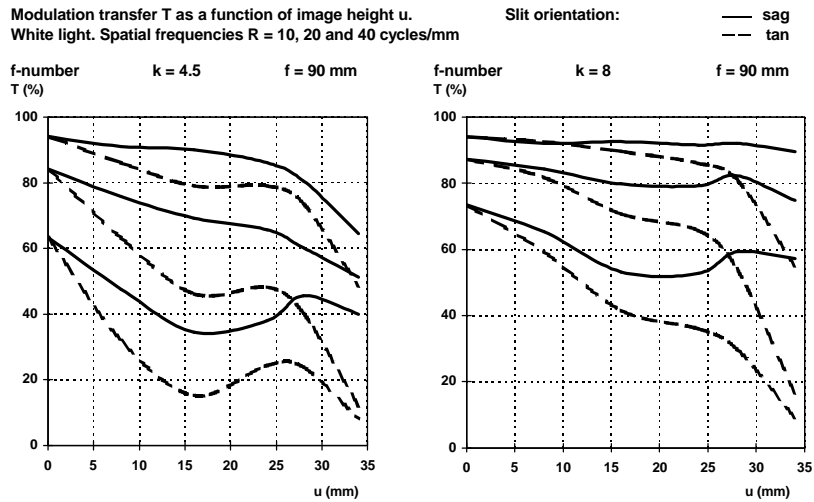 Modulation transfer T as a function of image height u.
Slit orientation:
sag
White light. Spatial frequencies R = 10, 20 and 40 cycles/mm
tan
f-number k = 4.5 f = 90 mm
T (%)
100
80
60
40
20
0
0 5 10 15 20 25 30 35
u (mm)
f-number k = 8 f = 90 mm
T (%)
100
80
60
40
20
0
0 5 10 15 20 25 30 35
u (mm)